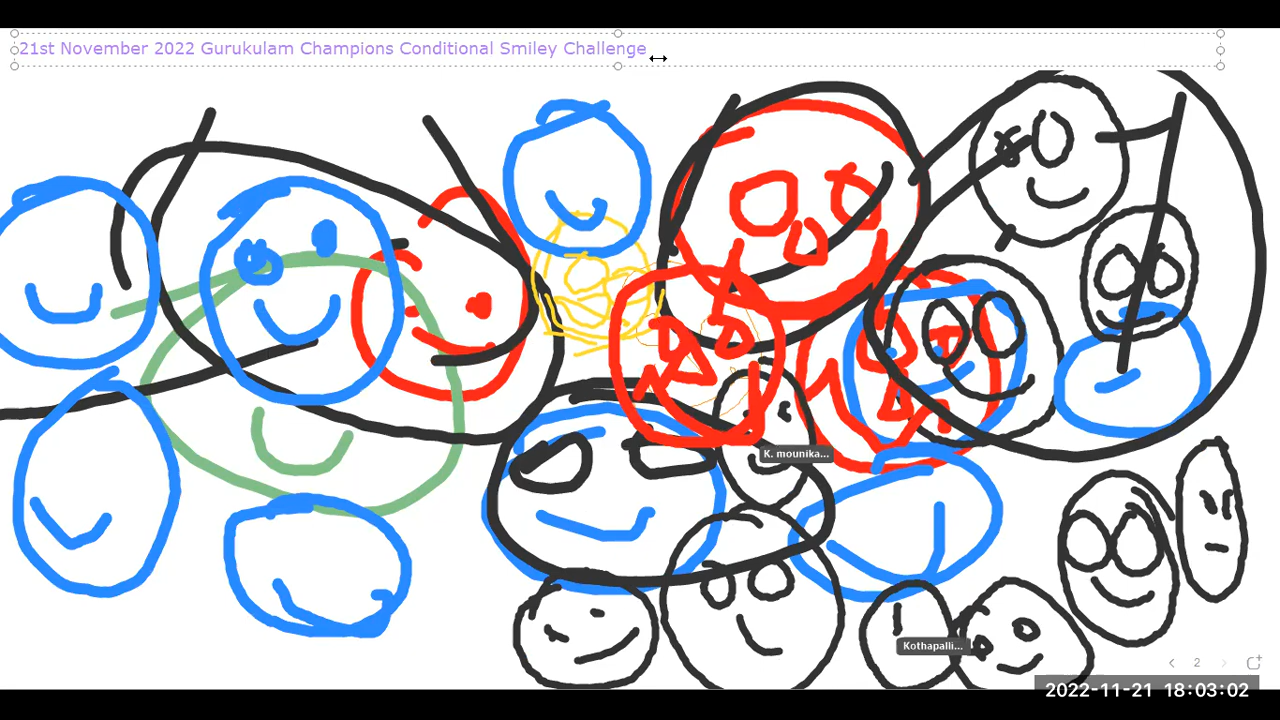 21st November 2022 Gurukulam Champions Conditional Smiley Challenge
K. mounika...
Kothapalli...
2
2022-11-21 18:03:02